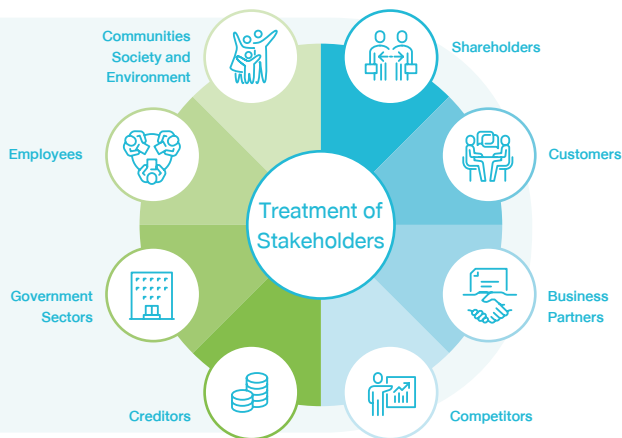 Communities
Society and
Environment
Shareholders
Employees
Customers
Treatment of
Stakeholders
Government
Sectors
Business
Partners
Creditors
Competitors